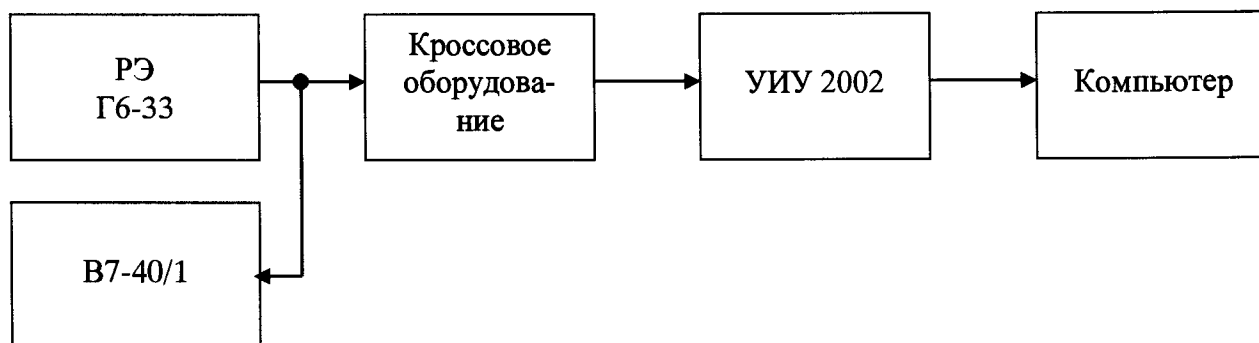 РЭ
Г6-33
Кроссовое
оборудова-
ние
УИУ 2002
Компьютер
В7-40/1